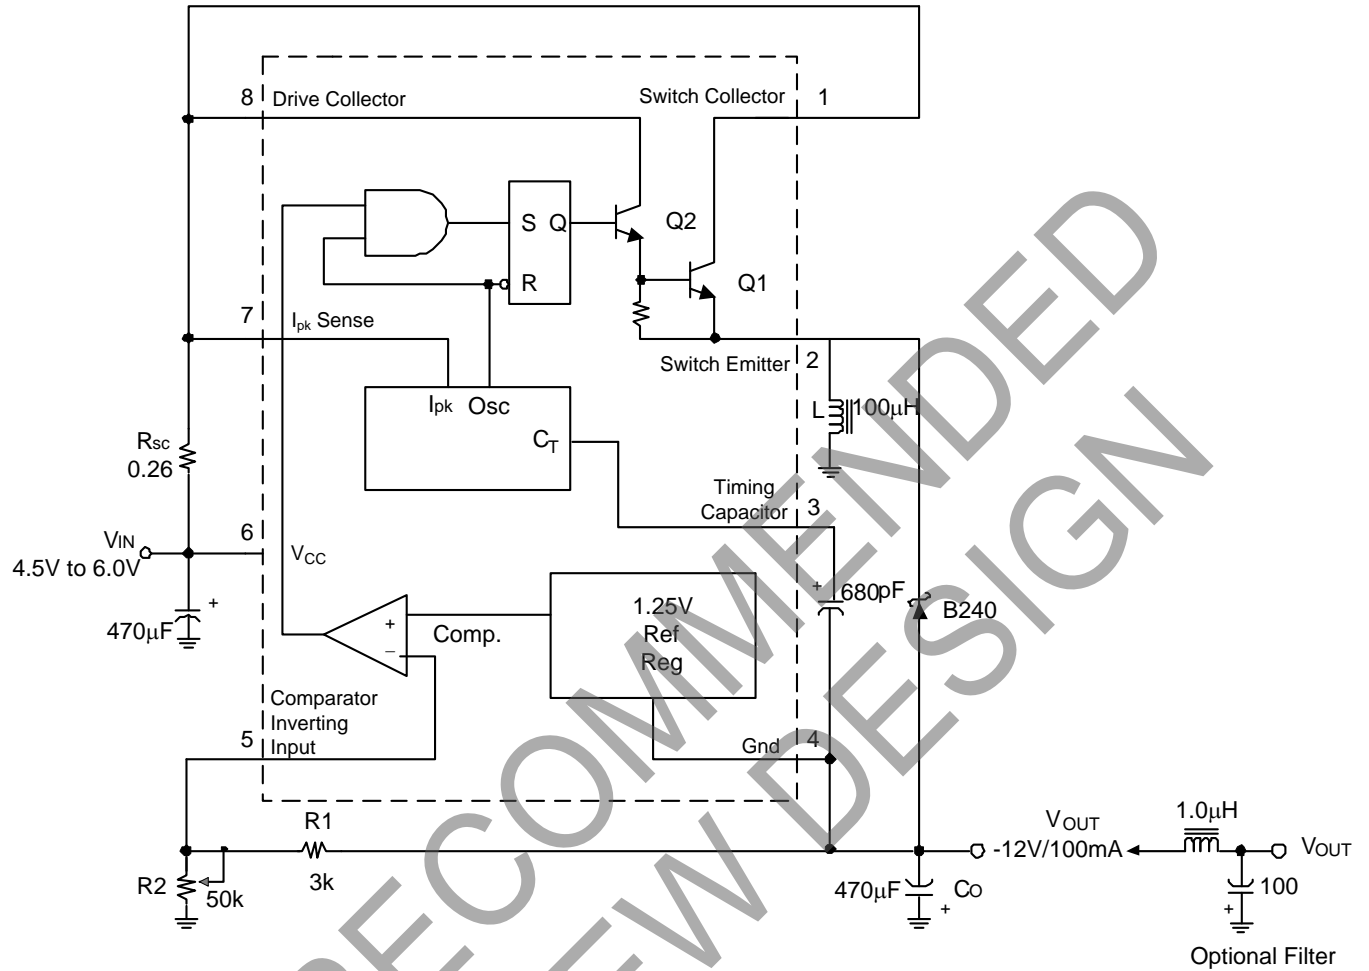 8
Drive Collector
Switch Collector
1
S
Q
R
Q2
Q1
7
Ipk Sense
Switch Emitter
2
Ipk
Osc
CT
L
100μH
Rsc
0.26
Timing
Capacitor
3
VIN
4.5V to 6.0V
6
VCC
+
680pF
+
470μF
1.25V
Ref
Reg
B240
+
−
Comp.
Comparator
Inverting
Input
5
Gnd
4
R1
3k
R2
50k
VOUT
-12V/100mA
1.0μH
VOUT
470μF
CO
+
100
+
Optional Filter
RECOMMENDED
NEW DESIGN